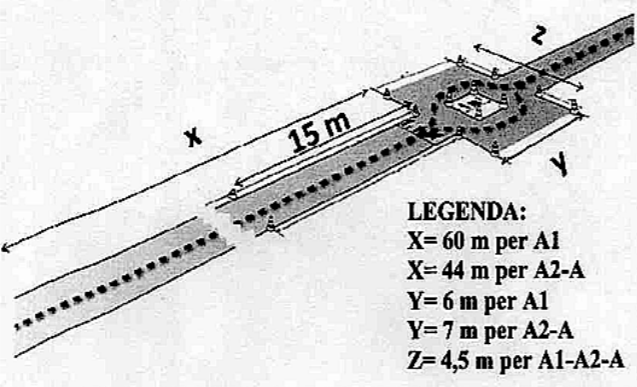 Z
X
15 m
Y
LEGENDA:
X= 60 m per A1
X= 44 m per A2-A
Y= 6 m per A1
Y= 7 m per A2-A
Z= 4,5 m per A1-A2-A